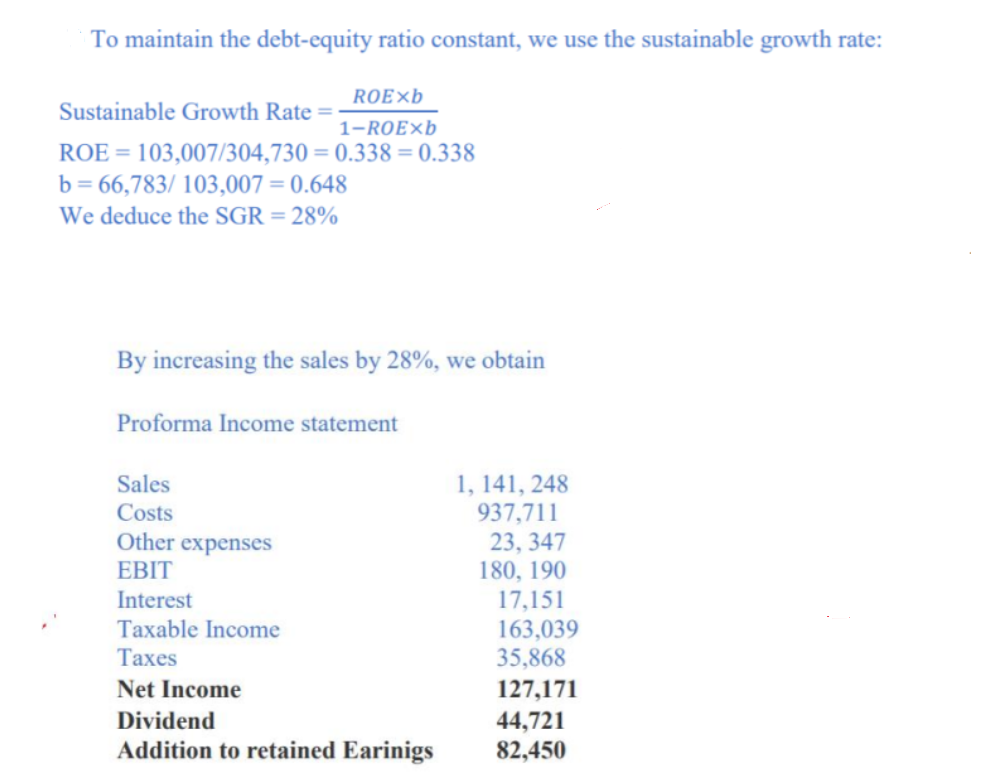 To maintain the debt-equity ratio constant, we use the sustainable growth rate:
Sustainable Growth Rate = ROE×b / 1−ROE×b
ROE = 103,007/304,730 = 0.338 = 0.338
b = 66,783/ 103,007 = 0.648
We deduce the SGR = 28%
By increasing the sales by 28%, we obtain
Proforma Income statement
Sales 1, 141, 248
Costs 937,711
Other expenses 23, 347
EBIT 180, 190
Interest 17,151
Taxable Income 163,039
Taxes 35,868
Net Income 127,171
Dividend 44,721
Addition to retained Earinigs 82,450